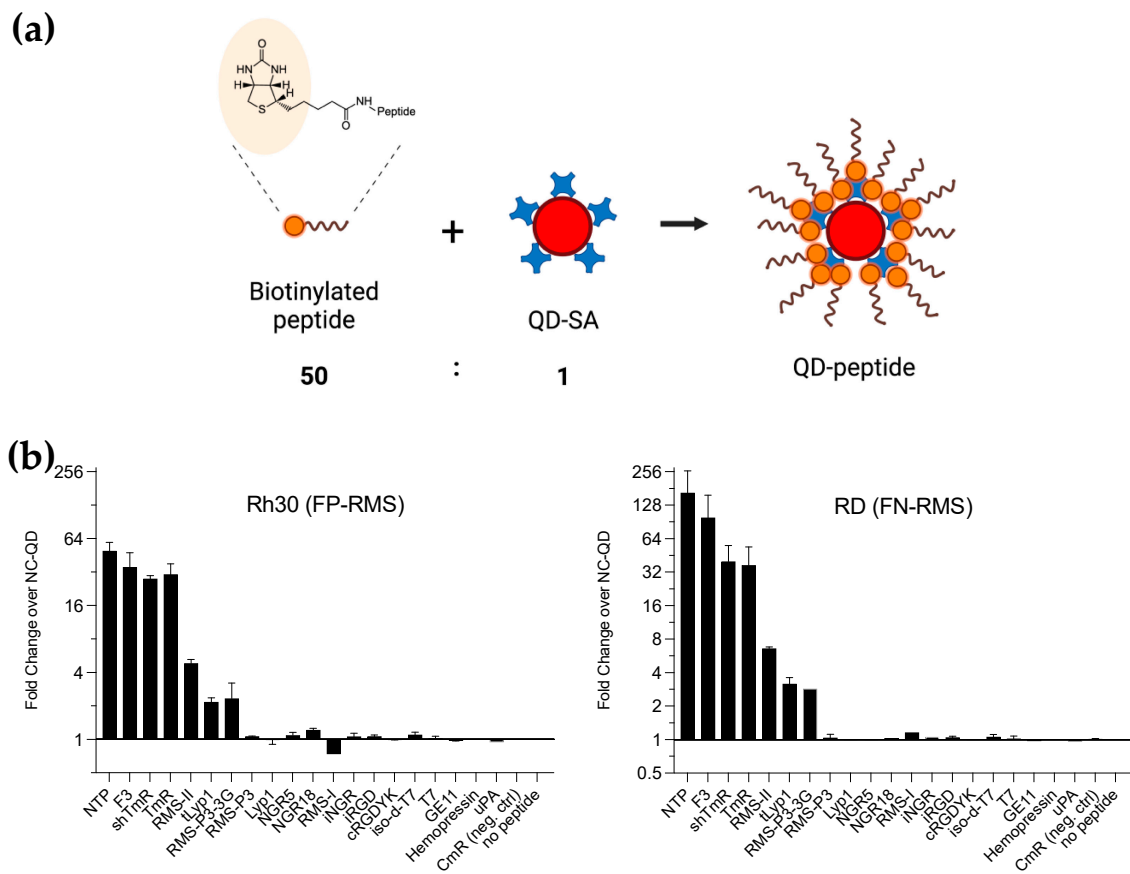 (a)
O
HN NH
H H
H
S
NH
Peptide
O
+
Biotinylated
peptide
QD-SA
QD-peptide
50 : 1
(b)
Rh30 (FP-RMS)
Fold Change over NC-QD
256
64
16
4
1
NTP
F3
shTmR
TmR
RMS-II
tLyp1
RMS-P3-3G
RMS-P3
Lyp1
NGR5
NGR18
RMS-I
iNGR
iRGD
cRGDYK
iso-d-T7
T7
GE11
Hemopressin
uPA
CmR (neg. ctrl)
no peptide
RD (FN-RMS)
Fold Change over NC-QD
256
128
64
32
16
8
4
2
1
0.5
NTP
F3
shTmR
TmR
RMS-II
tLyp1
RMS-P3-3G
RMS-P3
Lyp1
NGR5
NGR18
RMS-I
iNGR
iRGD
cRGDYK
iso-d-T7
T7
GE11
Hemopressin
uPA
CmR (neg. ctrl)
no peptide